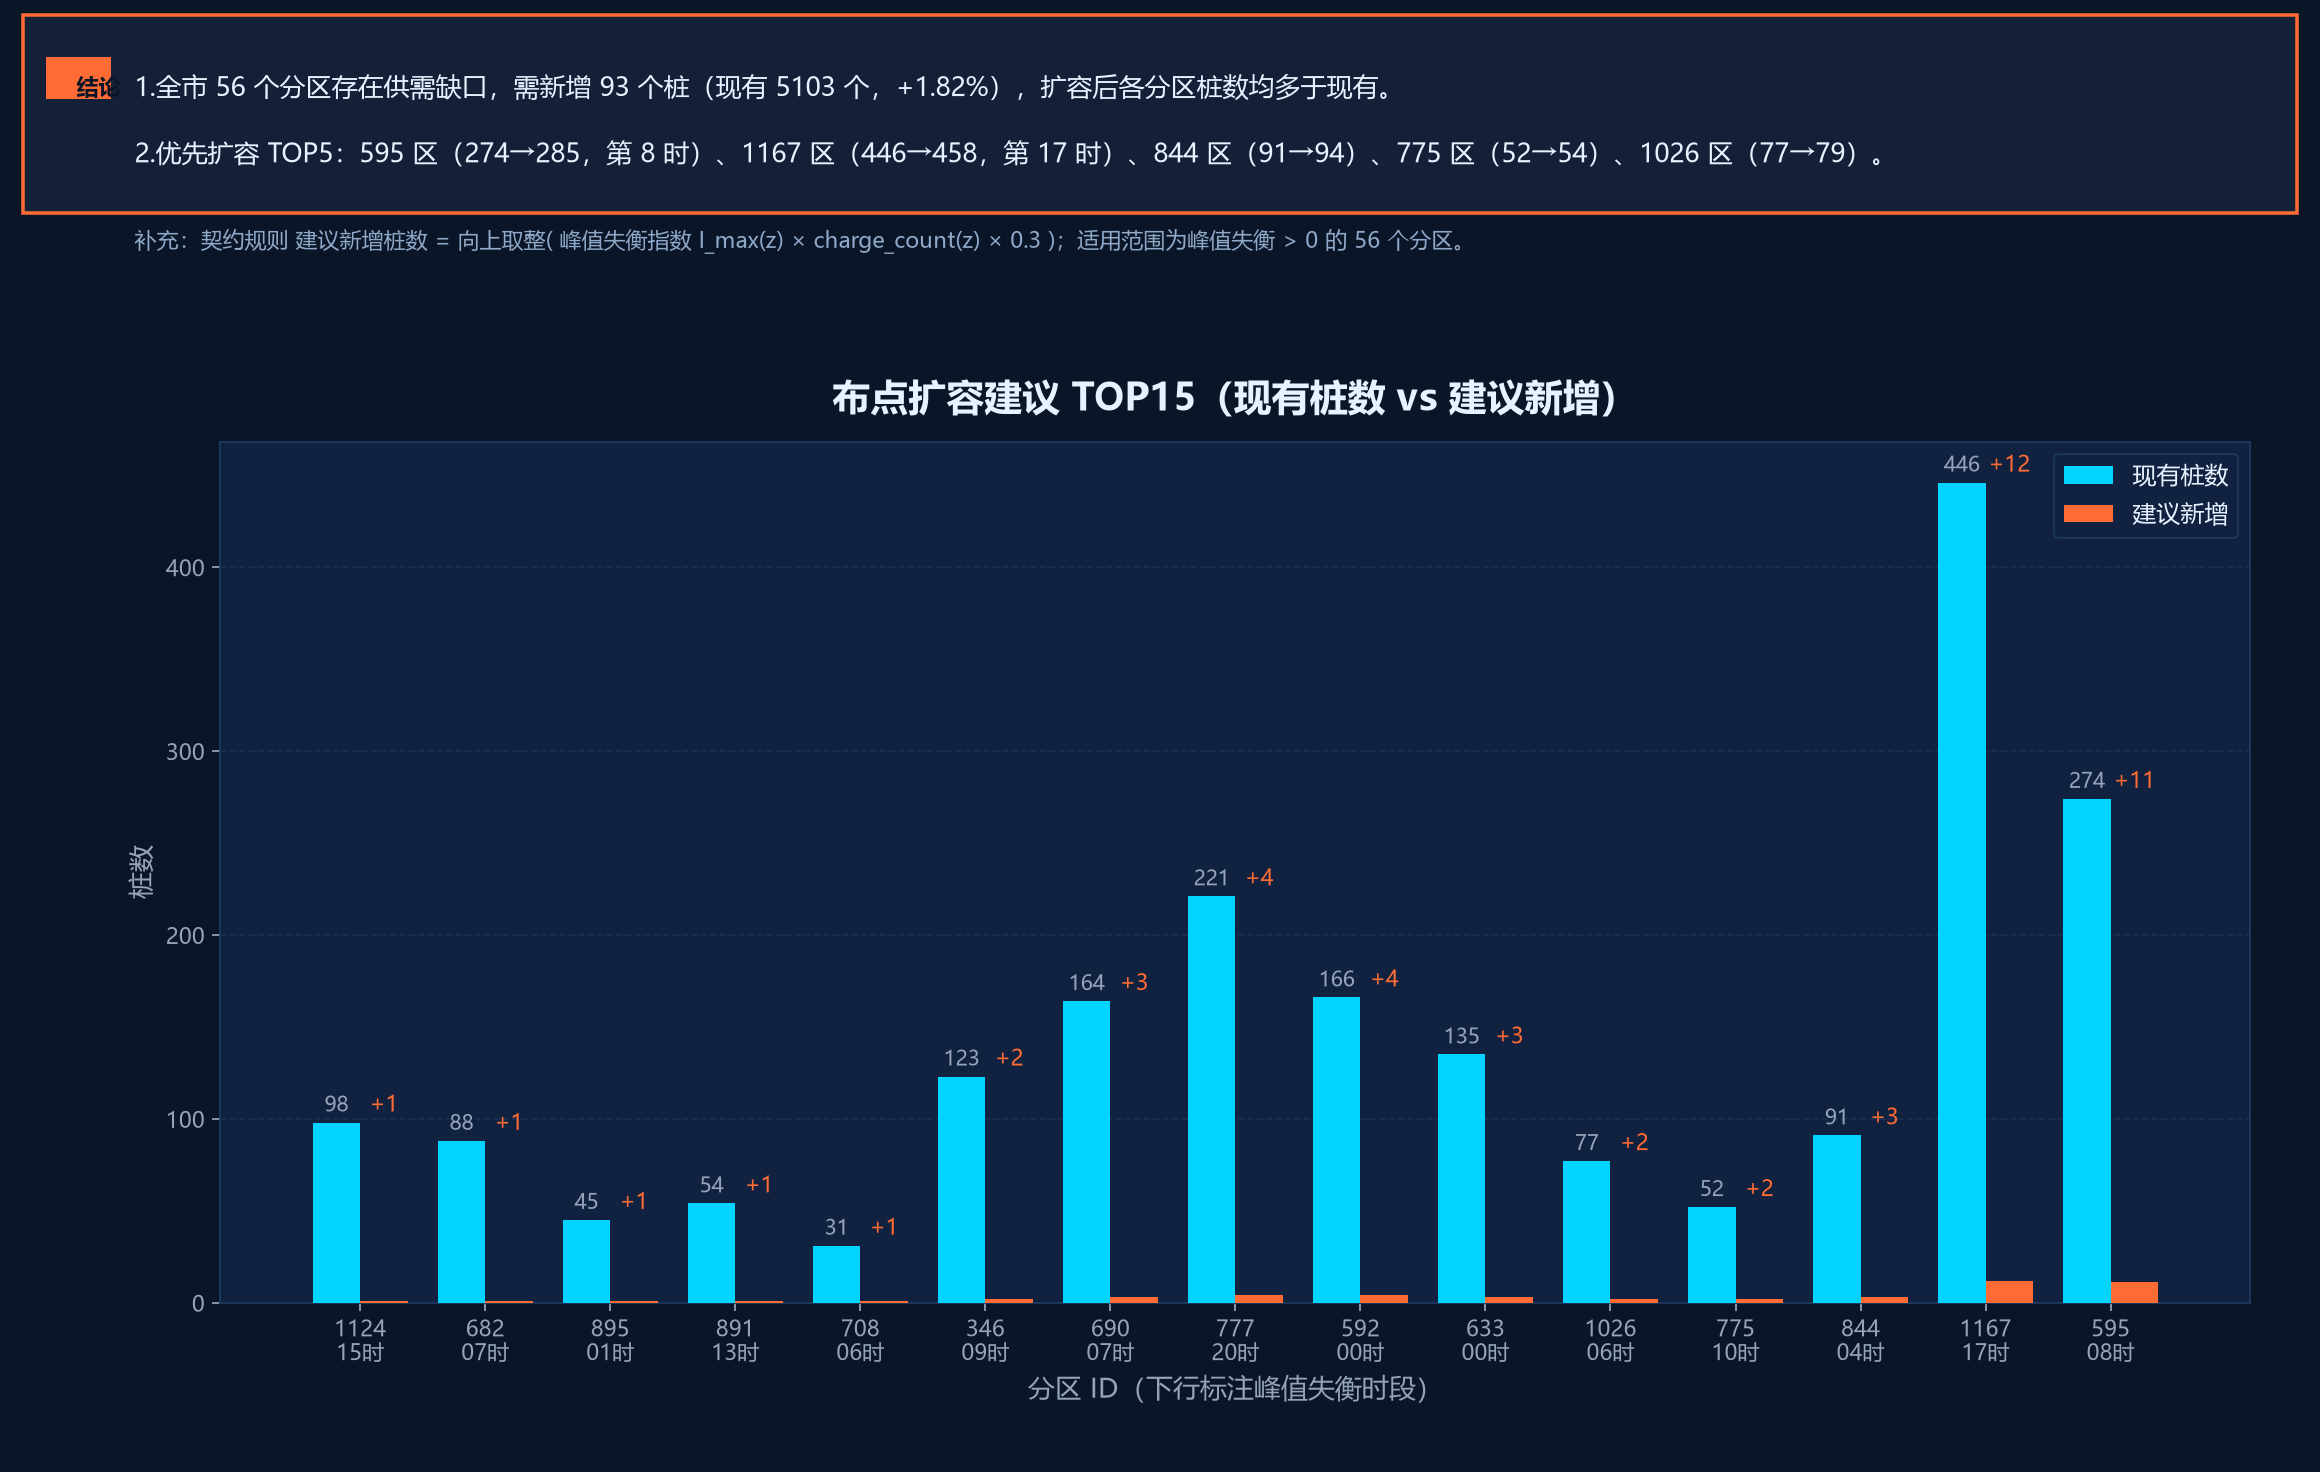 结论
1.全市 56 个分区存在供需缺口，需新增 93 个桩（现有 5103 个，+1.82%），扩容后各分区桩数均多于现有。
2.优先扩容 TOP5：595 区（274→285，第 8 时）、1167 区（446→458，第 17 时）、844 区（91→94）、775 区（52→54）、1026 区（77→79）。
补充：契约规则 建议新增桩数 = 向上取整( 峰值失衡指数 I_max(z) × charge_count(z) × 0.3 )；适用范围为峰值失衡 > 0 的 56 个分区。
布点扩容建议 TOP15（现有桩数 vs 建议新增）
现有桩数
建议新增
桩数
400
300
200
100
0
98 +1
88 +1
45 +1
54 +1
31 +1
123 +2
164 +3
221 +4
166 +4
135 +3
77 +2
52 +2
91 +3
446 +12
274 +11
1124 682 895 891 708 346 690 777 592 633 1026 775 844 1167 595
15时 07时 01时 13时 06时 09时 07时 20时 00时 00时 06时 10时 04时 17时 08时
分区 ID（下行标注峰值失衡时段）